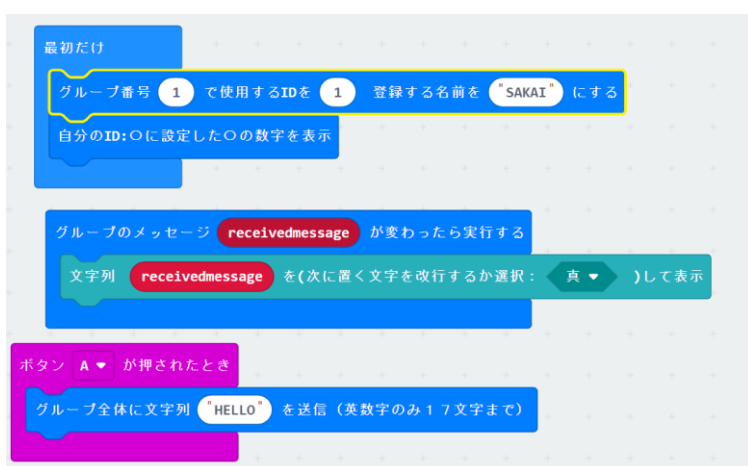 最初だけ
グループ番号 1 で使用するIDを 1 登録する名前を "SAKAI" にする
自分のID:〇に設定した〇の数字を表示
グループのメッセージ receivedmessage が変わったら実行する
文字列 receivedmessage を(次に置く文字を改行するか選択: 真 )して表示
ボタン A が押されたとき
グループ全体に文字列 "HELLO" を送信(英数字のみ17文字まで)